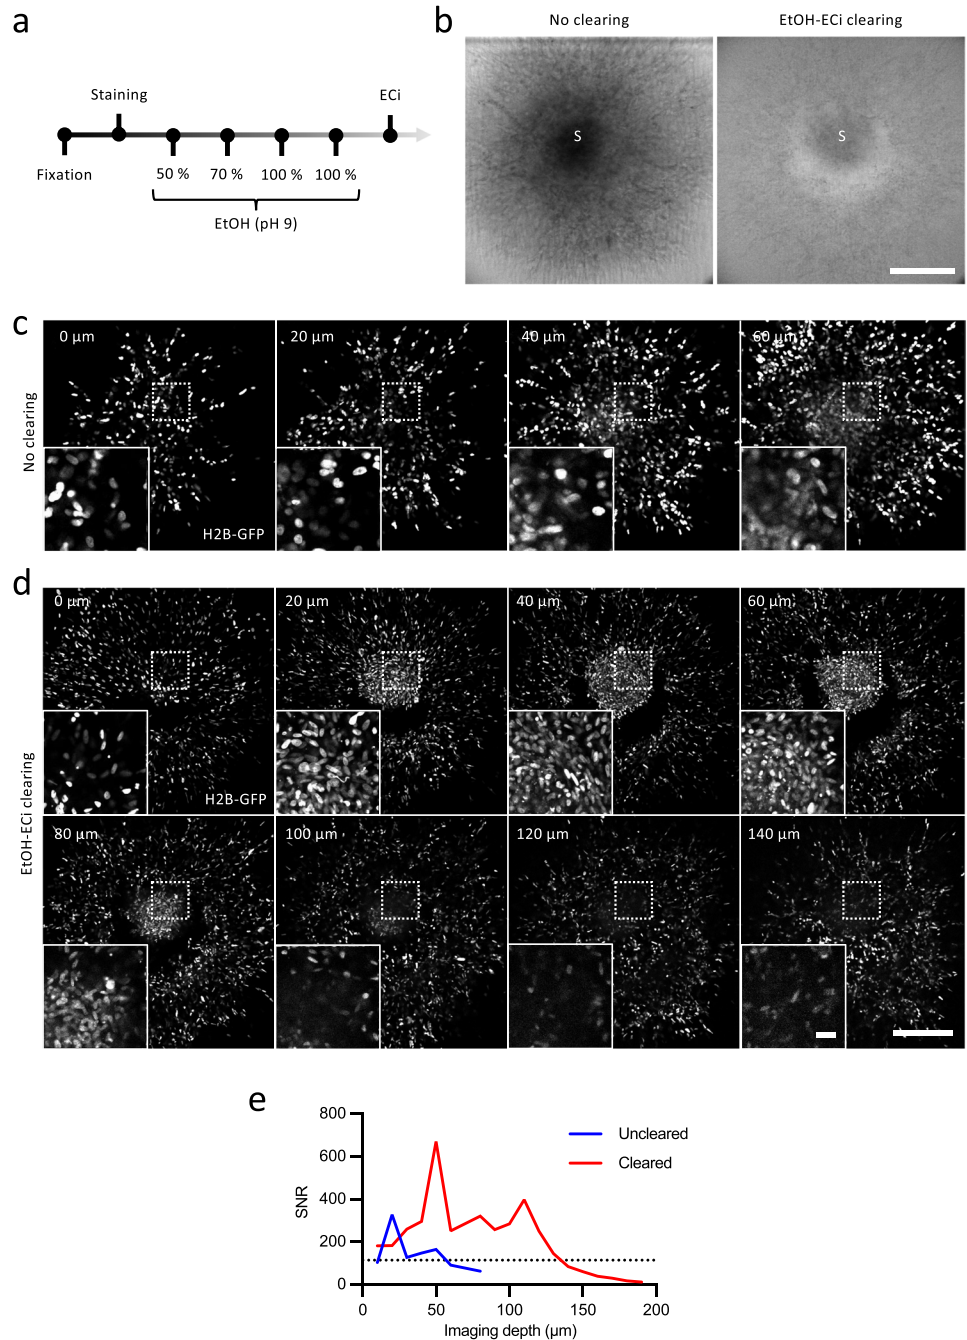 a
Staining
ECi
Fixation
50 %
70 %
100 %
100 %
EtOH (pH 9)
b
No clearing
EtOH-ECi clearing
S
S
c
No clearing
0 µm
20 µm
40 µm
60 µm
H2B-GFP
d
EtOH-ECi clearing
0 µm
20 µm
40 µm
60 µm
H2B-GFP
80 µm
100 µm
120 µm
140 µm
e
SNR
800
600
400
200
0
Uncleared
Cleared
0
50
100
150
200
Imaging depth (µm)